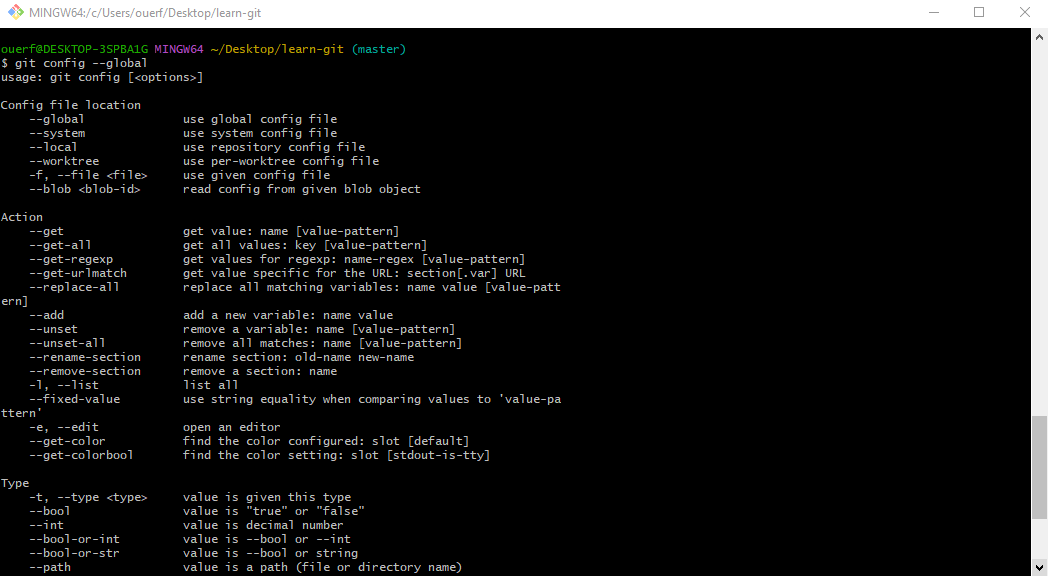 MINGW64:/c/Users/ouerf/Desktop/learn-git
ouerf@DESKTOP-3SPBA1G MINGW64 ~/Desktop/learn-git (master)
$ git config --global
usage: git config [<options>]
Config file location
    --global              use global config file
    --system              use system config file
    --local               use repository config file
    --worktree            use per-worktree config file
    -f, --file <file>     use given config file
    --blob <blob-id>      read config from given blob object
Action
    --get                 get value: name [value-pattern]
    --get-all             get all values: key [value-pattern]
    --get-regexp          get values for regexp: name-regex [value-pattern]
    --get-urlmatch        get value specific for the URL: section[.var] URL
    --replace-all         replace all matching variables: name value [value-patt
ern]
    --add                 add a new variable: name value
    --unset               remove a variable: name [value-pattern]
    --unset-all           remove all matches: name [value-pattern]
    --rename-section      rename section: old-name new-name
    --remove-section      remove a section: name
    -l, --list            list all
    --fixed-value         use string equality when comparing values to 'value-pa
ttern'
    -e, --edit            open an editor
    --get-color           find the color configured: slot [default]
    --get-colorbool       find the color setting: slot [stdout-is-tty]
Type
    -t, --type <type>     value is given this type
    --bool                value is "true" or "false"
    --int                 value is decimal number
    --bool-or-int         value is --bool or --int
    --bool-or-str         value is --bool or string
    --path                value is a path (file or directory name)